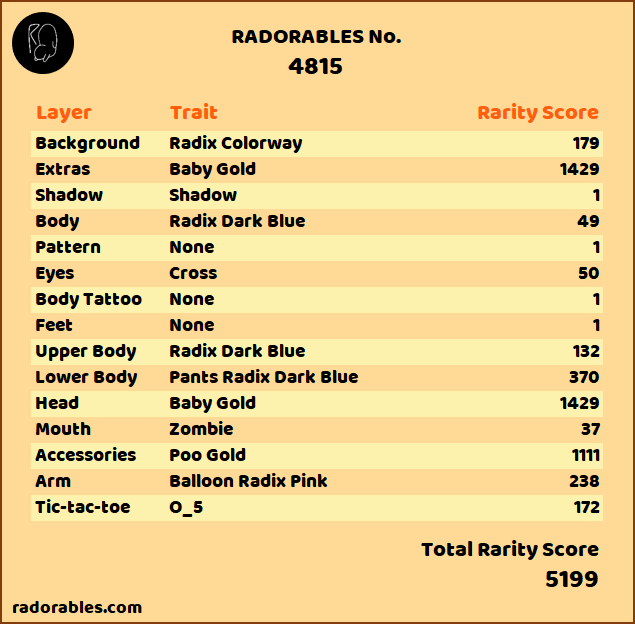 RADORABLES No.
4815
Layer Trait Rarity Score
Background Radix Colorway 179
Extras Baby Gold 1429
Shadow Shadow 1
Body Radix Dark Blue 49
Pattern None 1
Eyes Cross 50
Body Tattoo None 1
Feet None 1
Upper Body Radix Dark Blue 132
Lower Body Pants Radix Dark Blue 370
Head Baby Gold 1429
Mouth Zombie 37
Accessories Poo Gold 1111
Arm Balloon Radix Pink 238
Tic-tac-toe O_5 172
Total Rarity Score
5199
radorables.com